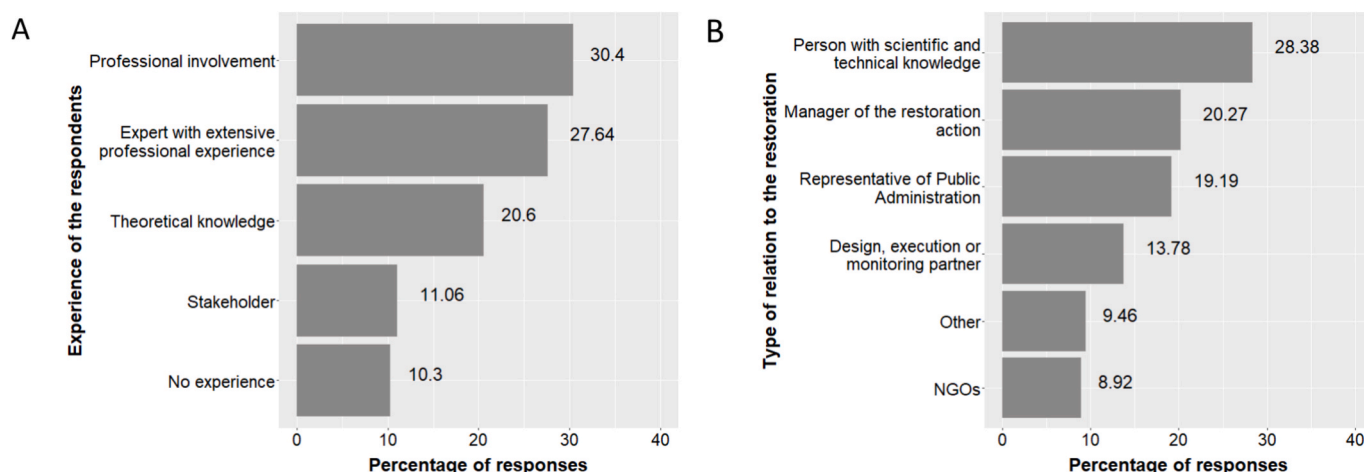 A
Experience of the respondents
Professional involvement
30.4
Expert with extensive
professional experience
27.64
Theoretical knowledge
20.6
Stakeholder
11.06
No experience
10.3
0 10 20 30 40
Percentage of responses
B
Type of relation to the restoration
Person with scientific and
technical knowledge
28.38
Manager of the restoration
action
20.27
Representative of Public
Administration
19.19
Design, execution or
monitoring partner
13.78
Other
9.46
NGOs
8.92
0 10 20 30 40
Percentage of responses